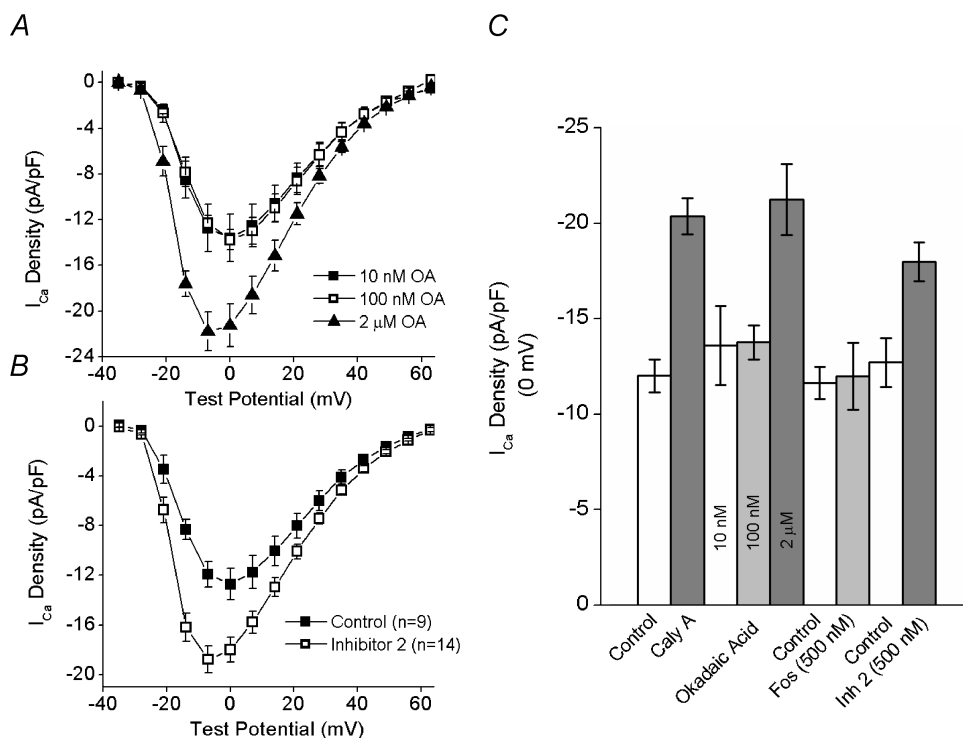 A
0
-4
-8
-12
-16
-20
-24
I Ca Density (pA/pF)
10 nM OA
100 nM OA
2 μM OA
-40 -20 0 20 40 60
Test Potential (mV)
B
0
-4
-8
-12
-16
-20
I Ca Density (pA/pF)
Control (n=9)
Inhibitor 2 (n=14)
-40 -20 0 20 40 60
Test Potential (mV)
C
-25
-20
-15
-10
-5
-0
I Ca Density (pA/pF)
(0 mV)
10 nM
100 nM
2 μM
Control
Caly A
Okadaic Acid
Control
Fos (500 nM)
Control
Inh 2 (500 nM)